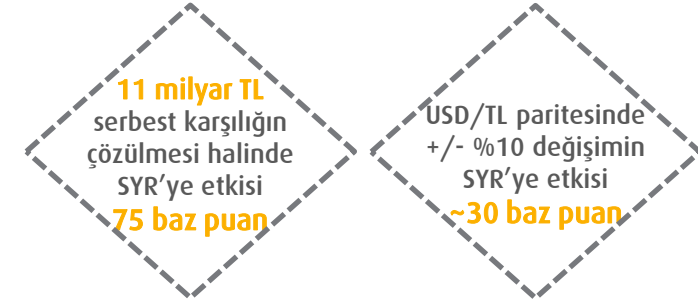 11 milyar TL
serbest karşılığın
çözülmesi halinde
SYR’ye etkisi
75 baz puan
USD/TL paritesinde
+/- %10 değişimin
SYR’ye etkisi
~30 baz puan